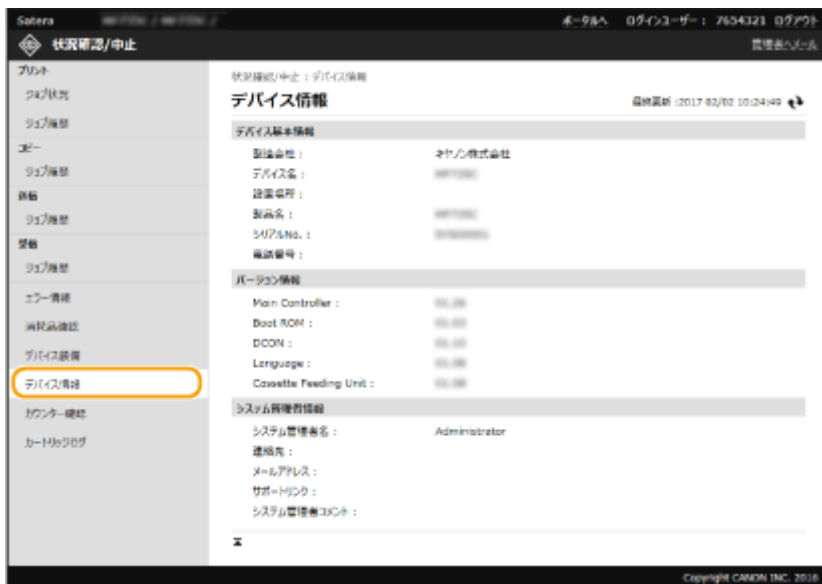 Satera
ポータルへ ログインユーザー : 7654321 ログアウト
状況確認/中止
管理者へメール
プリント
ジョブ状況
ジョブ履歴
コピー
ジョブ履歴
送信
ジョブ履歴
受信
ジョブ履歴
エラー情報
消耗品確認
デバイス装備
デバイス情報
カウンター確認
カートリッジログ
状況確認/中止 : デバイス情報
デバイス情報
最終更新 :2017 02/02 10:24:49
デバイス基本情報
製造会社 : キヤノン株式会社
デバイス名 :
設置場所 :
製品名 :
シリアルNo. :
電話番号 :
バージョン情報
Main Controller :
Boot ROM :
DCON :
Language :
Cassette Feeding Unit :
システム管理者情報
システム管理者名 : Administrator
連絡先 :
メールアドレス :
サポートリンク :
システム管理者コメント :
Copyright CANON INC. 2016